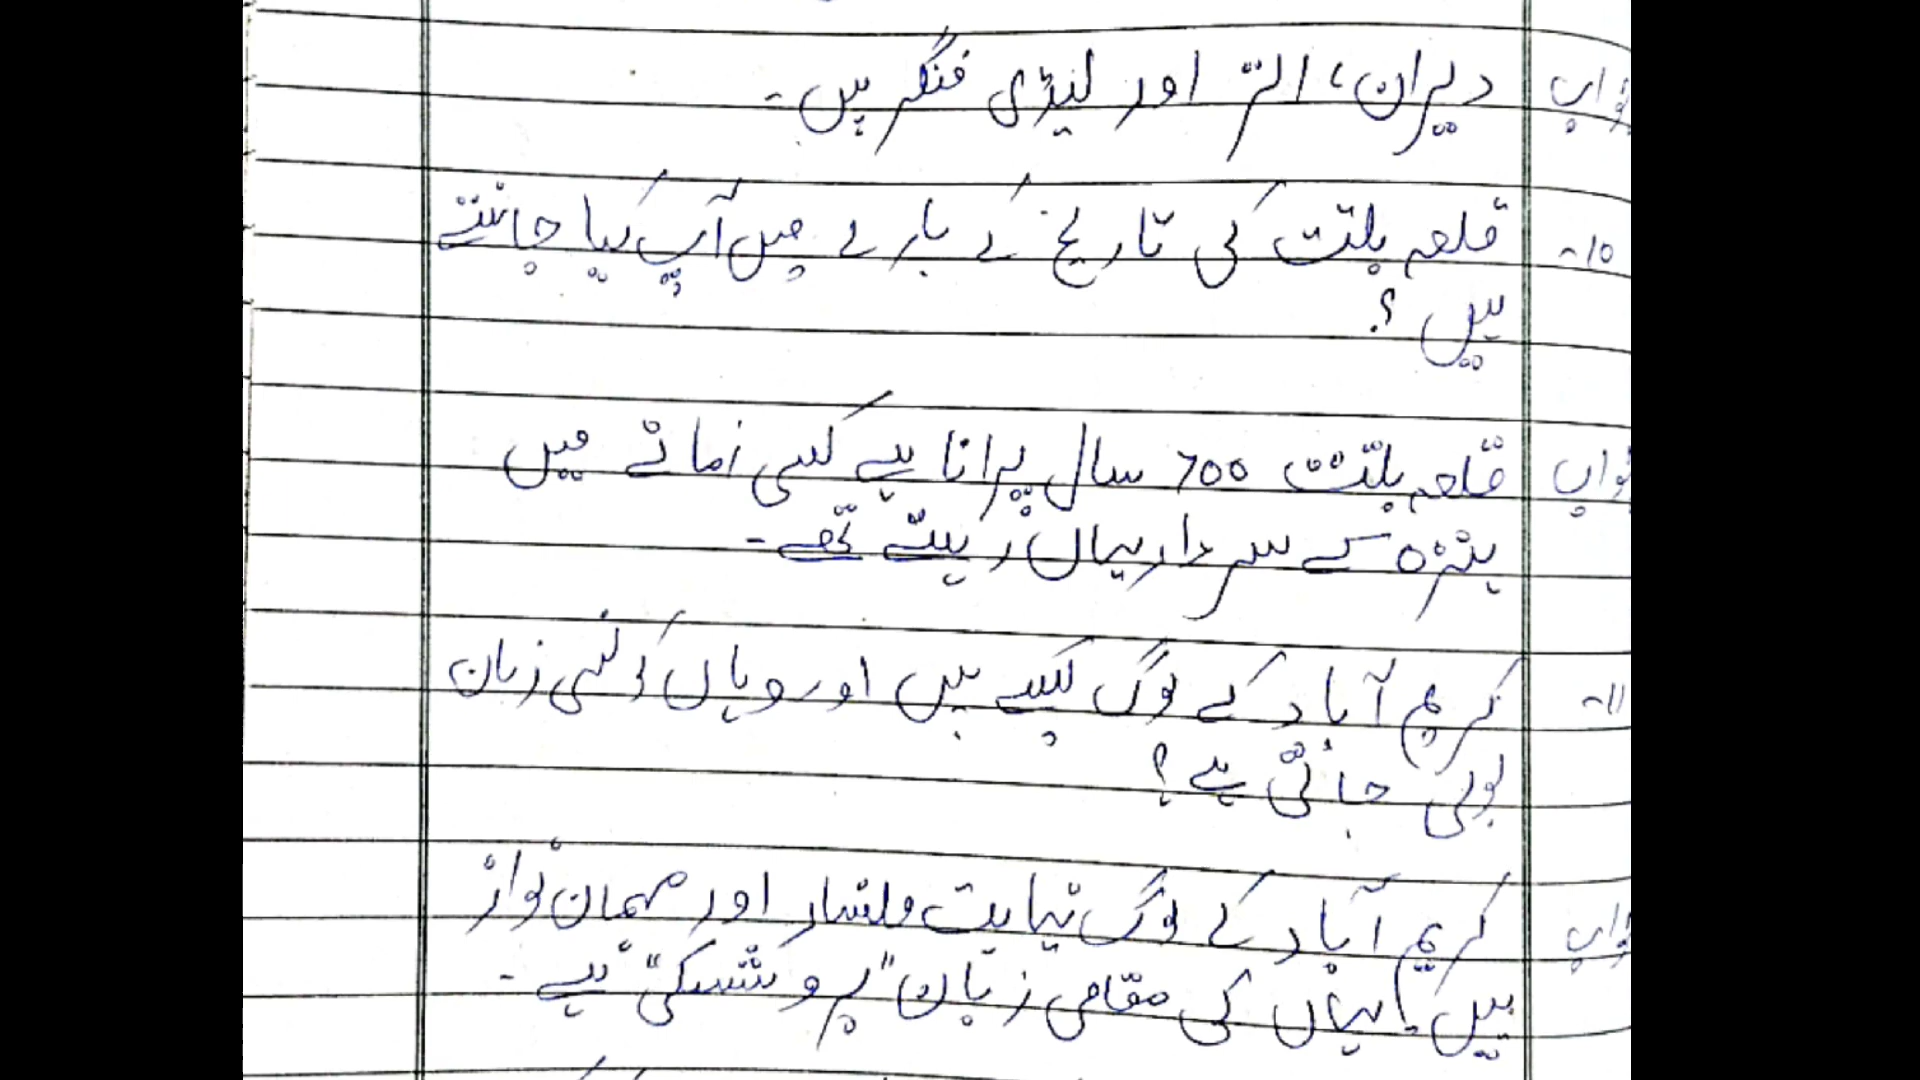 جواب دیران، التر اور لیڈی فنگر ہیں۔
۱۰۔ قلعہ بلتت کی تاریخ کے بارے میں آپ کیا جانتے
ہیں؟
جواب قلعہ بلتت 700 سال پرانا ہے کسی زمانے میں
ہنزہ کے سردار یہاں رہتے تھے۔
۱۱۔ کریم آباد کے لوگ کیسے ہیں اور وہاں کونسی زبان
بولی جاتی ہے؟
جواب کریم آباد کے لوگ نہایت ملنسار اور مہمان نواز
ہیں یہاں کی مقامی زبان "بروشسکی" ہے۔